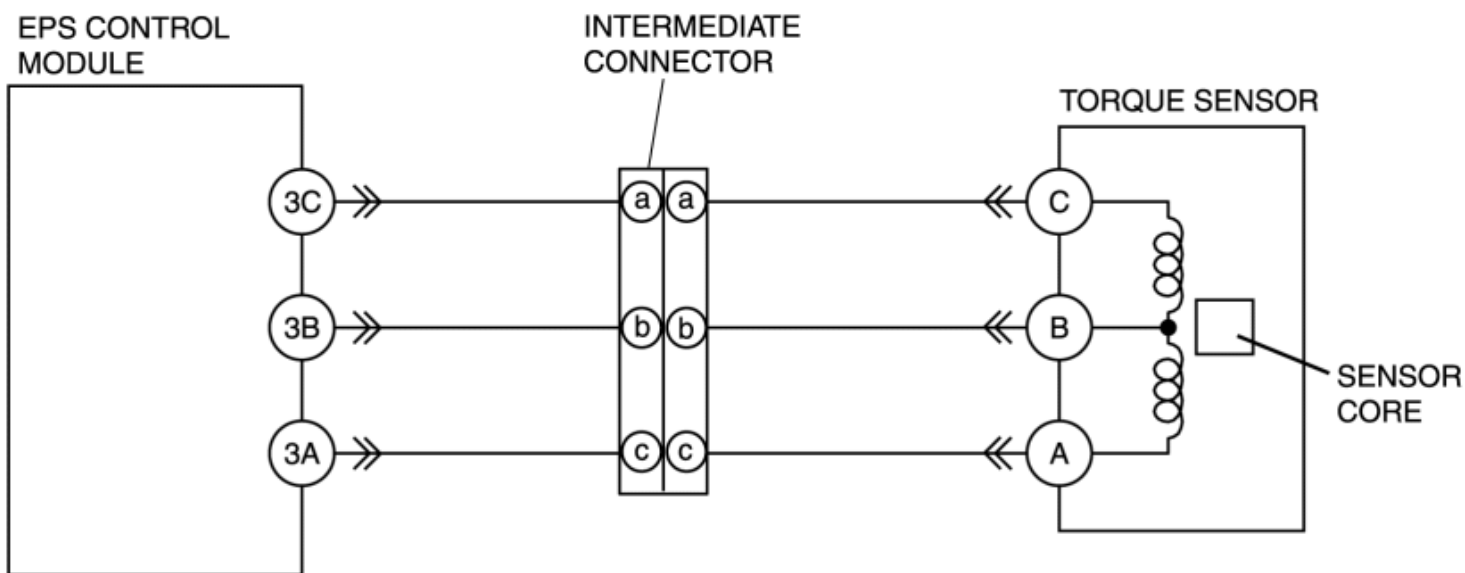 EPS CONTROL
MODULE
INTERMEDIATE
CONNECTOR
TORQUE SENSOR
3C
a
a
C
3B
b
b
B
SENSOR
CORE
3A
c
c
A